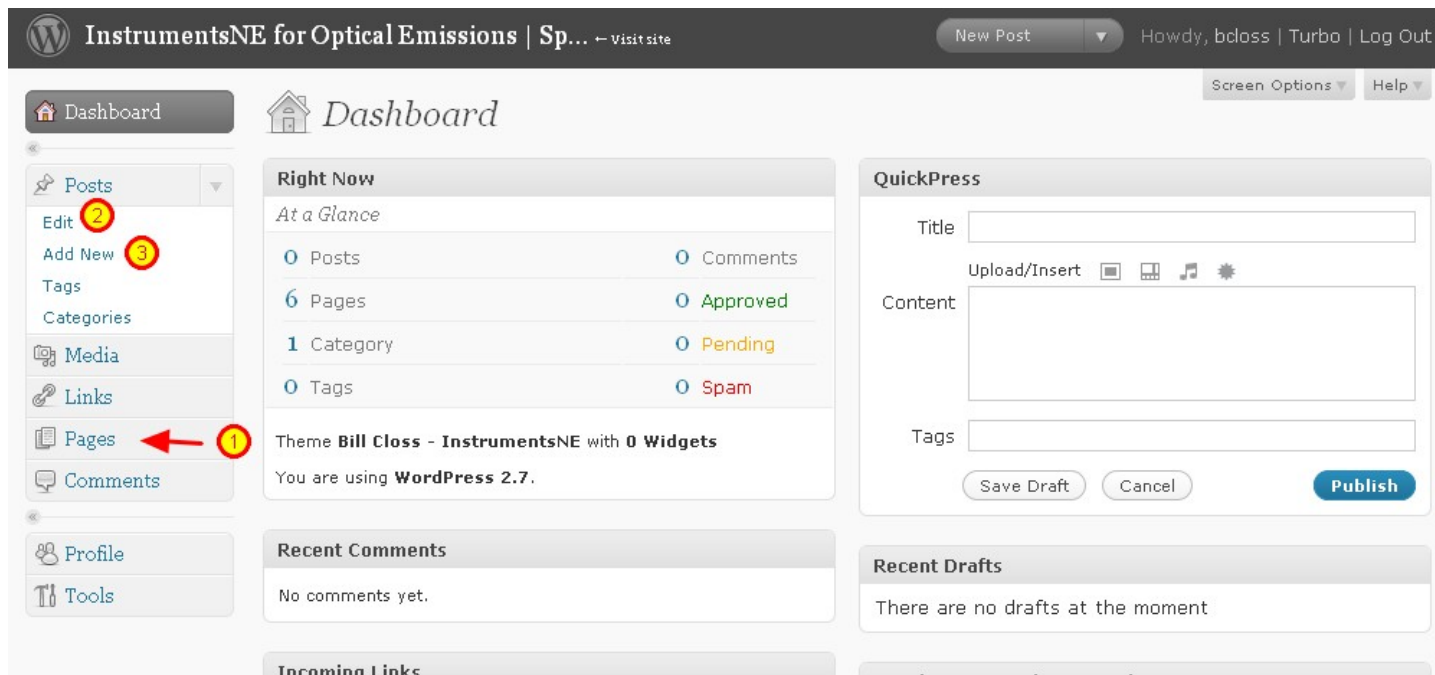 InstrumentsNE for Optical Emissions | Sp... ← Visit site
New Post
Howdy, bcloss | Turbo | Log Out
Screen Options
Help
Dashboard
Posts
Edit 2
Add New 3
Tags
Categories
Media
Links
Pages 1
Comments
Profile
Tools
Dashboard
Right Now
At a Glance
0 Posts 0 Comments
6 Pages 0 Approved
1 Category 0 Pending
0 Tags 0 Spam
Theme Bill Closs - InstrumentsNE with 0 Widgets
You are using WordPress 2.7.
Recent Comments
No comments yet.
Incoming Links
QuickPress
Title
Upload/Insert
Content
Tags
Save Draft Cancel Publish
Recent Drafts
There are no drafts at the moment